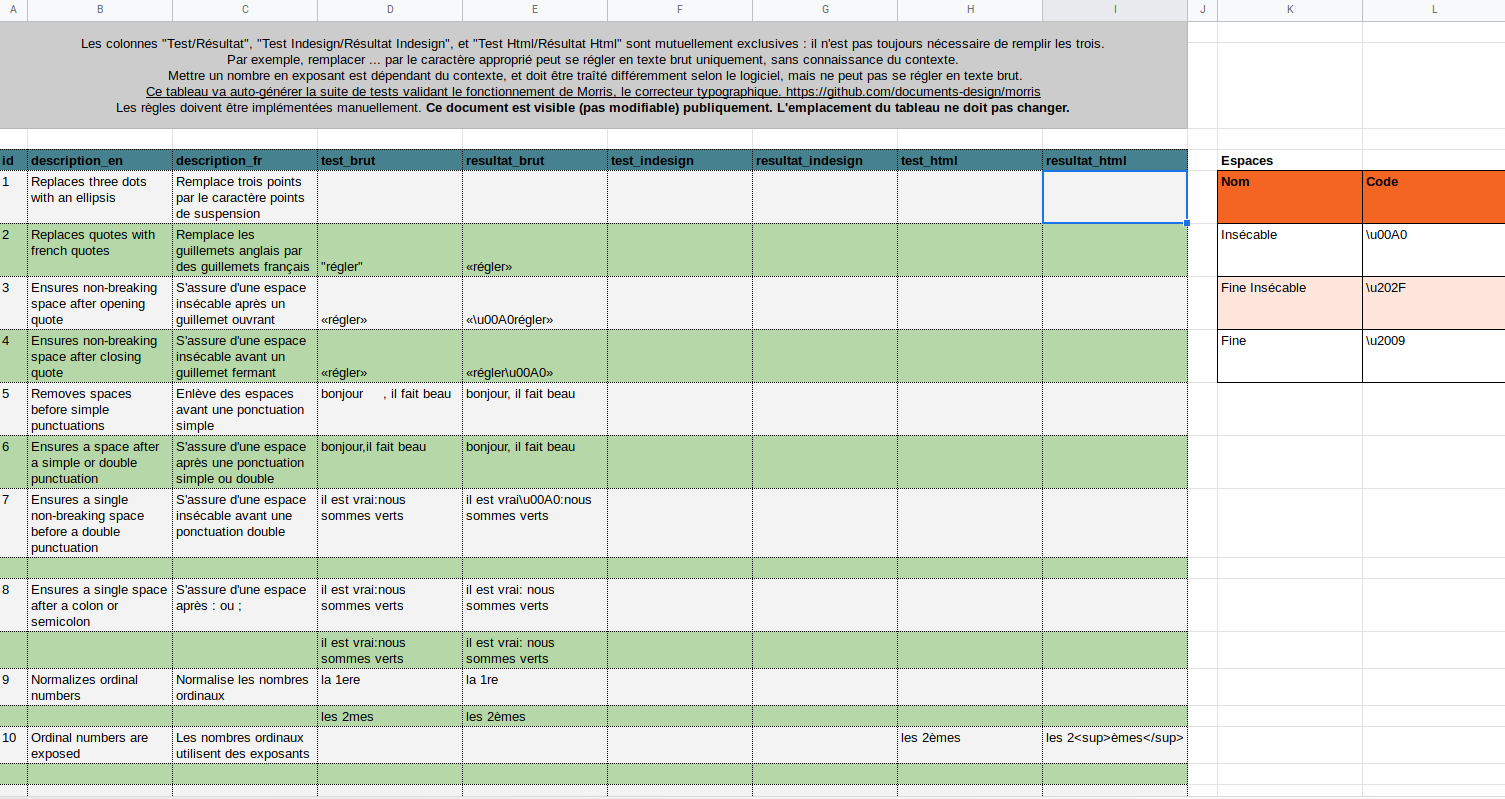 A B C D E F G H I J K L
Les colonnes "Test/Résultat", "Test Indesign/Résultat Indesign", et "Test Html/Résultat Html" sont mutuellement exclusives : il n'est pas toujours nécessaire de remplir les trois.
Par exemple, remplacer ... par le caractère approprié peut se régler en texte brut uniquement, sans connaissance du contexte.
Mettre un nombre en exposant est dépendant du contexte, et doit être traîté différemment selon le logiciel, mais ne peut pas se régler en texte brut.
Ce tableau va auto-générer la suite de tests validant le fonctionnement de Morris, le correcteur typographique. https://github.com/documents-design/morris
Les règles doivent être implémentées manuellement. Ce document est visible (pas modifiable) publiquement. L'emplacement du tableau ne doit pas changer.
id description_en description_fr test_brut resultat_brut test_indesign resultat_indesign test_html resultat_html
1 Replaces three dots
with an ellipsis
Remplace trois points
par le caractère points
de suspension
2 Replaces quotes with
french quotes
Remplace les
guillemets anglais par
des guillemets français
"régler"
«régler»
3 Ensures non-breaking
space after opening
quote
S'assure d'une espace
insécable après un
guillemet ouvrant
«régler»
«\u00A0régler»
4 Ensures non-breaking
space after closing
quote
S'assure d'une espace
insécable avant un
guillemet fermant
«régler»
«régler\u00A0»
5 Removes spaces
before simple
punctuations
Enlève des espaces
avant une ponctuation
simple
bonjour     , il fait beau
bonjour, il fait beau
6 Ensures a space after
a simple or double
punctuation
S'assure d'une espace
après une ponctuation
simple ou double
bonjour,il fait beau
bonjour, il fait beau
7 Ensures a single
non-breaking space
before a double
punctuation
S'assure d'une espace
insécable avant une
ponctuation double
il est vrai:nous
sommes verts
il est vrai\u00A0:nous
sommes verts
8 Ensures a single space
after a colon or
semicolon
S'assure d'une espace
après : ou ;
il est vrai:nous
sommes verts
il est vrai: nous
sommes verts
il est vrai:nous
sommes verts
il est vrai: nous
sommes verts
9 Normalizes ordinal
numbers
Normalise les nombres
ordinaux
la 1ere
la 1re
les 2mes
les 2èmes
10 Ordinal numbers are
exposed
Les nombres ordinaux
utilisent des exposants
les 2èmes
les 2<sup>èmes</sup>
Espaces
Nom Code
Insécable \u00A0
Fine Insécable \u202F
Fine \u2009